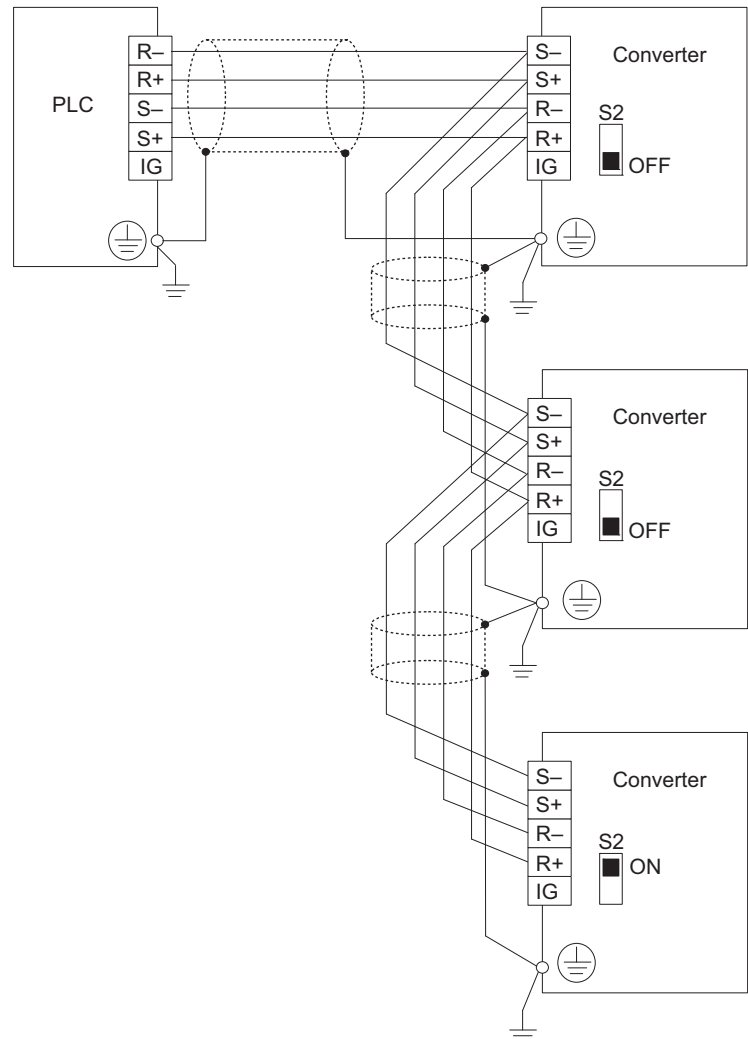 PLC
R–
R+
S–
S+
IG
S–
S+
R–
R+
IG
Converter
S2
OFF
S–
S+
R–
R+
IG
Converter
S2
OFF
S–
S+
R–
R+
IG
Converter
S2
ON